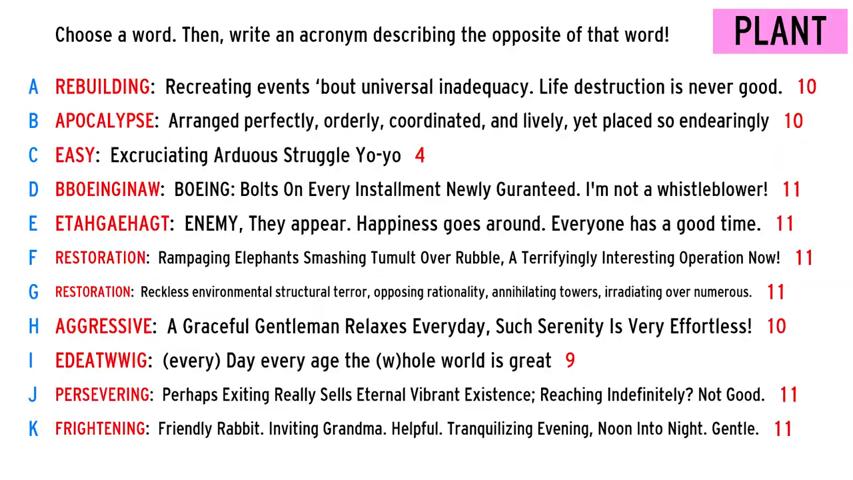 Choose a word. Then, write an acronym describing the opposite of that word!
PLANT
A REBUILDING: Recreating events ‘bout universal inadequacy. Life destruction is never good. 10
B APOCALYPSE: Arranged perfectly, orderly, coordinated, and lively, yet placed so endearingly 10
C EASY: Excruciating Arduous Struggle Yo-yo 4
D BBOEINGINAW: BOEING: Bolts On Every Installment Newly Guranteed. I'm not a whistleblower! 11
E ETAHGAEHAGT: ENEMY, They appear. Happiness goes around. Everyone has a good time. 11
F RESTORATION: Rampaging Elephants Smashing Tumult Over Rubble, A Terrifyingly Interesting Operation Now! 11
G RESTORATION: Reckless environmental structural terror, opposing rationality, annihilating towers, irradiating over numerous. 11
H AGGRESSIVE: A Graceful Gentleman Relaxes Everyday, Such Serenity Is Very Effortless! 10
I EDEATWWIG: (every) Day every age the (w)hole world is great 9
J PERSEVERING: Perhaps Exiting Really Sells Eternal Vibrant Existence; Reaching Indefinitely? Not Good. 11
K FRIGHTENING: Friendly Rabbit. Inviting Grandma. Helpful. Tranquilizing Evening, Noon Into Night. Gentle. 11